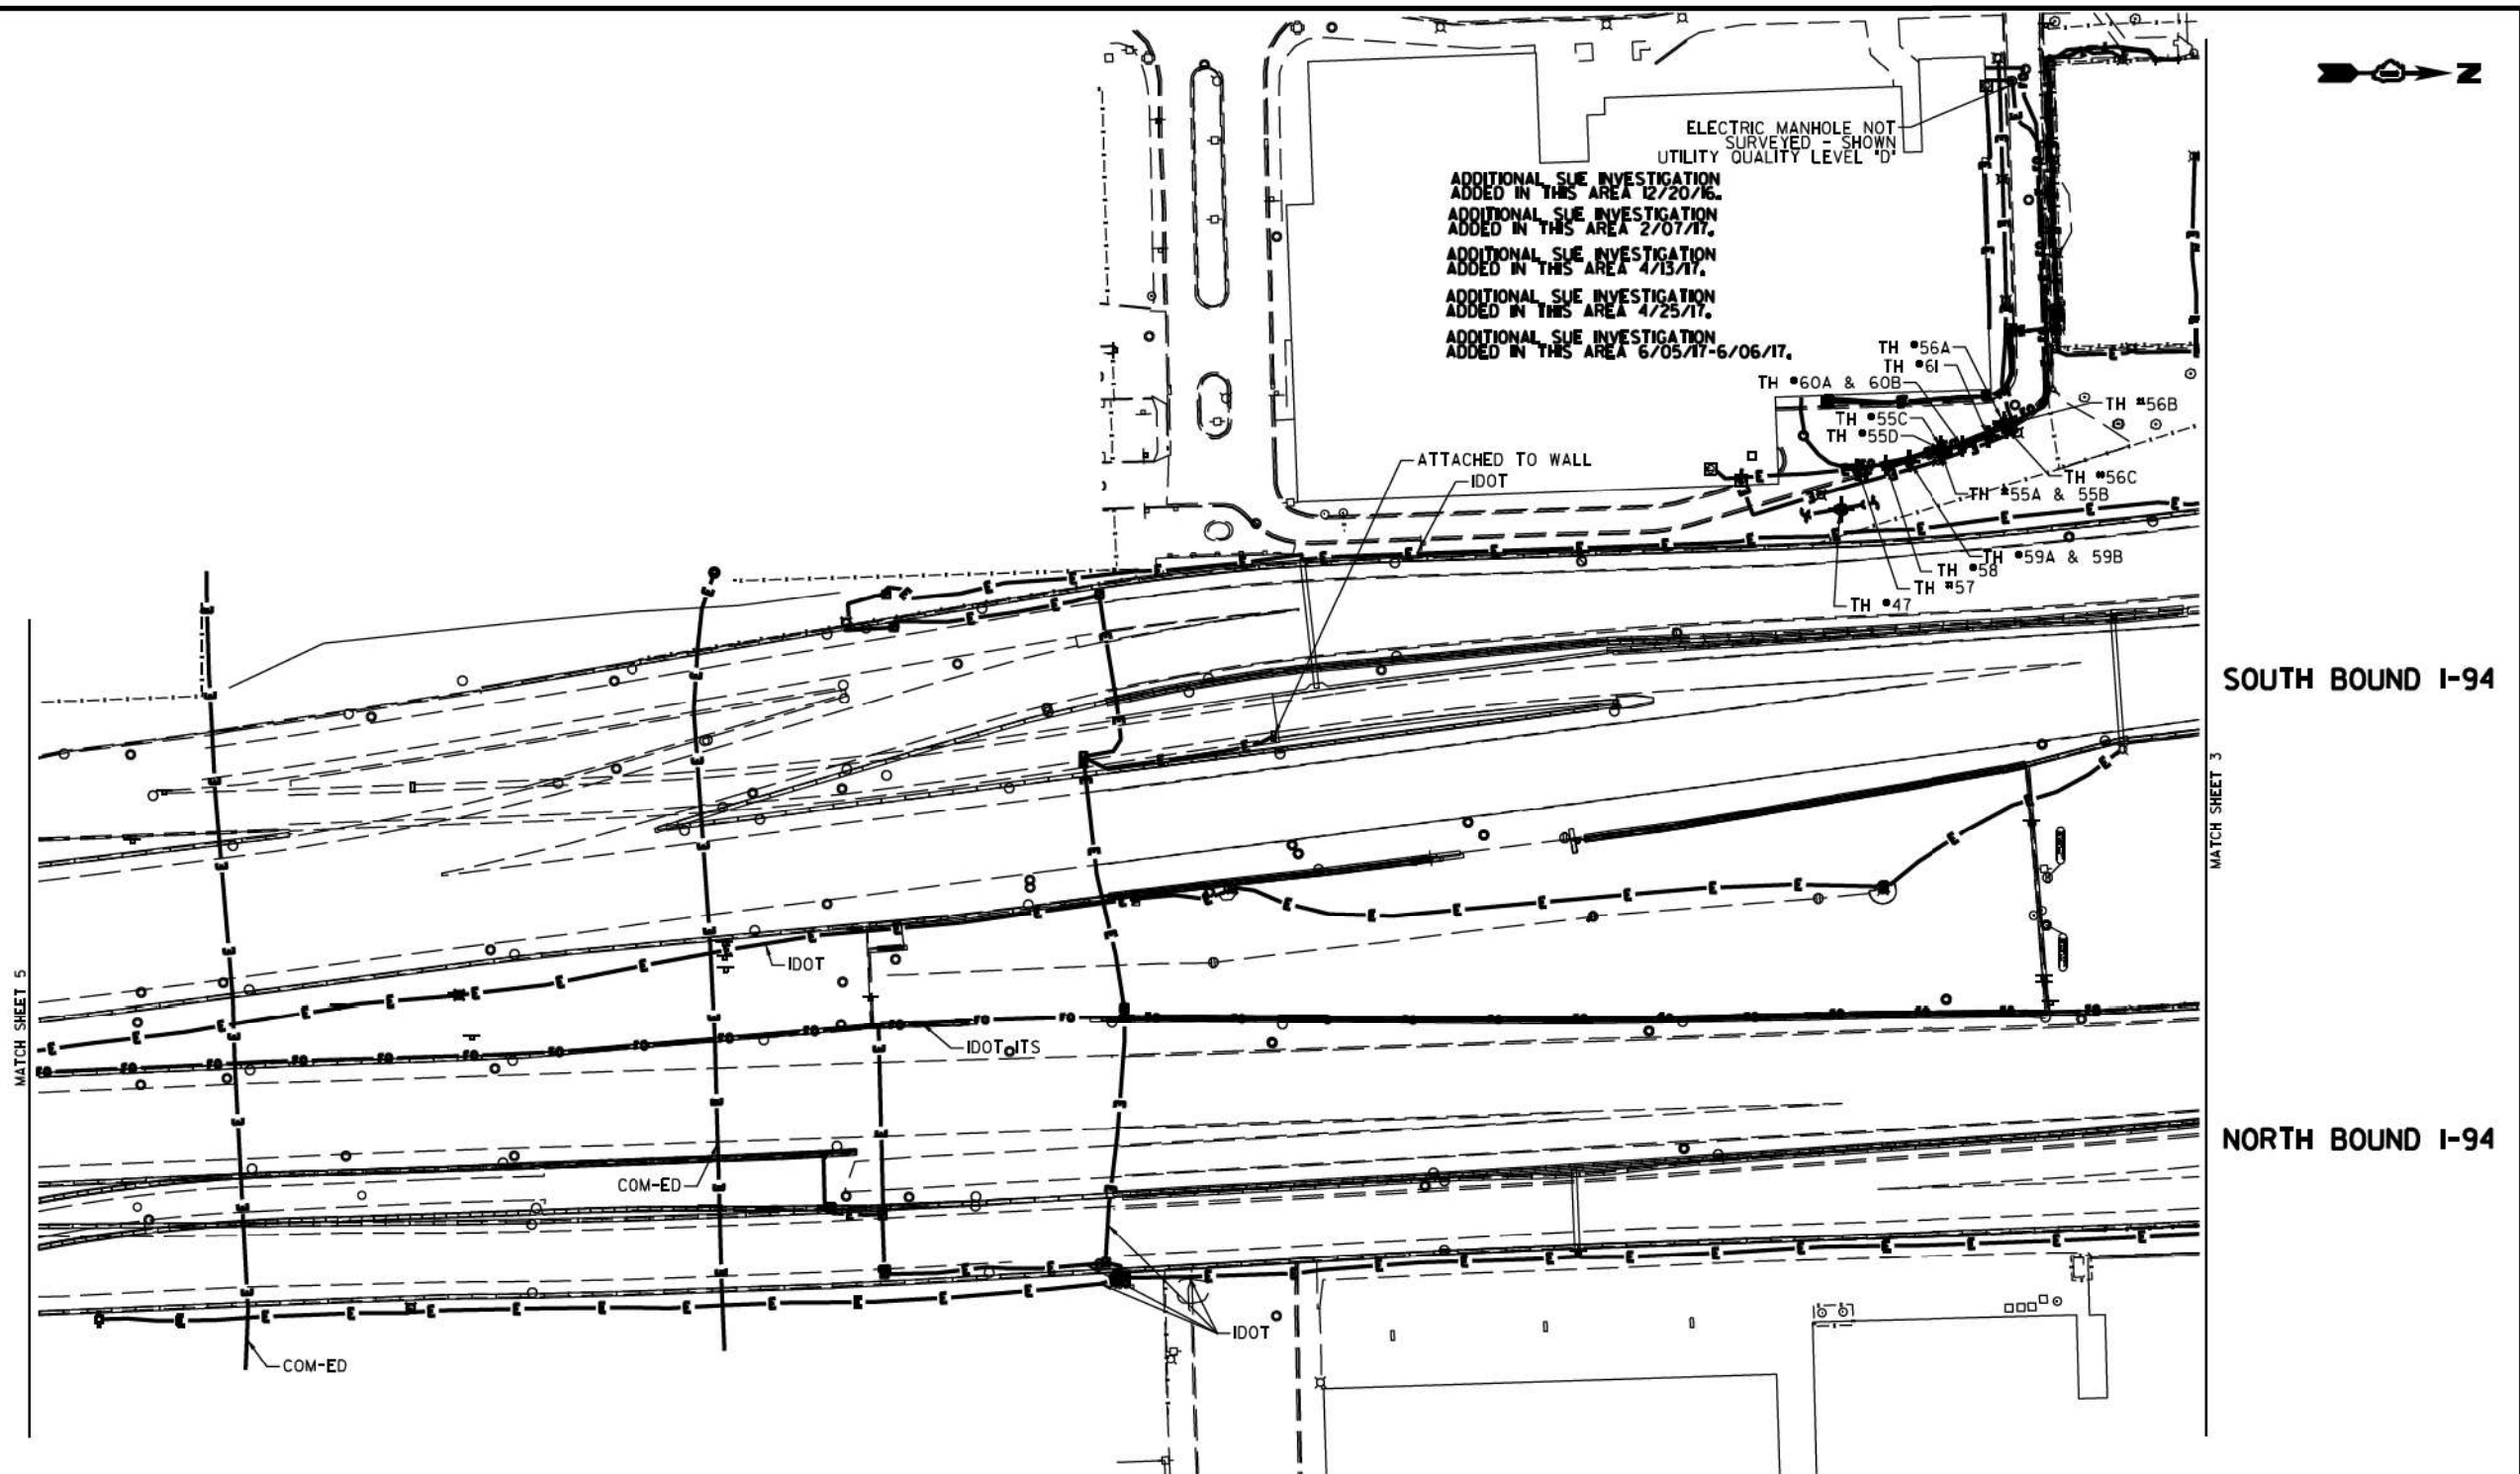 N
ELECTRIC MANHOLE NOT
SURVEYED - SHOWN
UTILITY QUALITY LEVEL "D"
ADDITIONAL SUE INVESTIGATION
ADDED IN THIS AREA 12/20/16.
ADDITIONAL SUE INVESTIGATION
ADDED IN THIS AREA 2/07/17.
ADDITIONAL SUE INVESTIGATION
ADDED IN THIS AREA 4/13/17.
ADDITIONAL SUE INVESTIGATION
ADDED IN THIS AREA 4/25/17.
ADDITIONAL SUE INVESTIGATION
ADDED IN THIS AREA 6/05/17-6/06/17.
TH #56A
TH #61
TH #60A & 60B
TH #56B
TH #55C
TH #55D
ATTACHED TO WALL
IDOT
TH #56C
TH #55A & 55B
TH #59A & 59B
TH #58
TH #57
TH #47
SOUTH BOUND I-94
MATCH SHEET 3
IDOT
MATCH SHEET 5
IDOT ITS
NORTH BOUND I-94
COM-ED
IDOT
COM-ED